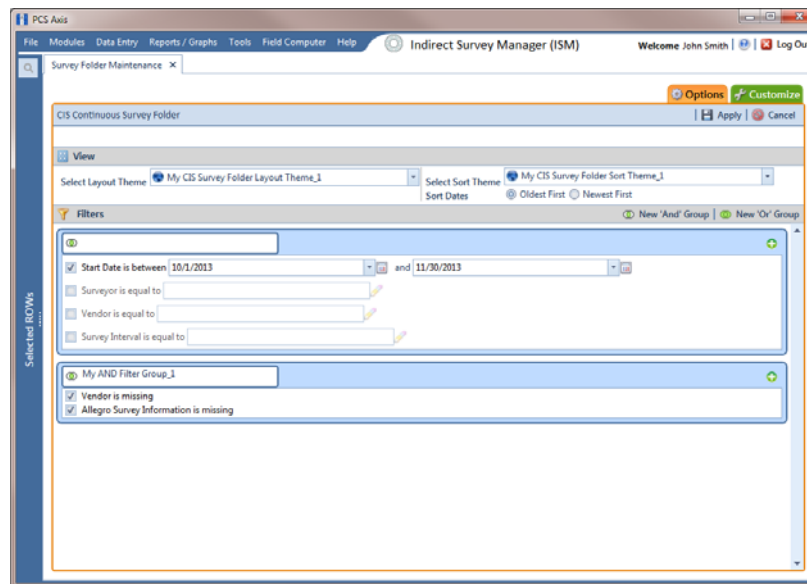 PCS Axis
File Modules Data Entry Reports / Graphs Tools Field Computer Help Indirect Survey Manager (ISM) Welcome John Smith | | Log Ou
Survey Folder Maintenance X
Options Customize
CIS Continuous Survey Folder | Apply | Cancel
View
Select Layout Theme My CIS Survey Folder Layout Theme_1 Select Sort Theme My CIS Survey Folder Sort Theme_1
Sort Dates Oldest First Newest First
Filters New 'And' Group | New 'Or' Group
Start Date is between 10/1/2013 and 11/30/2013
Surveyor is equal to
Vendor is equal to
Survey Interval is equal to
My AND Filter Group_1
Vendor is missing
Allegro Survey Information is missing
Selected ROWs